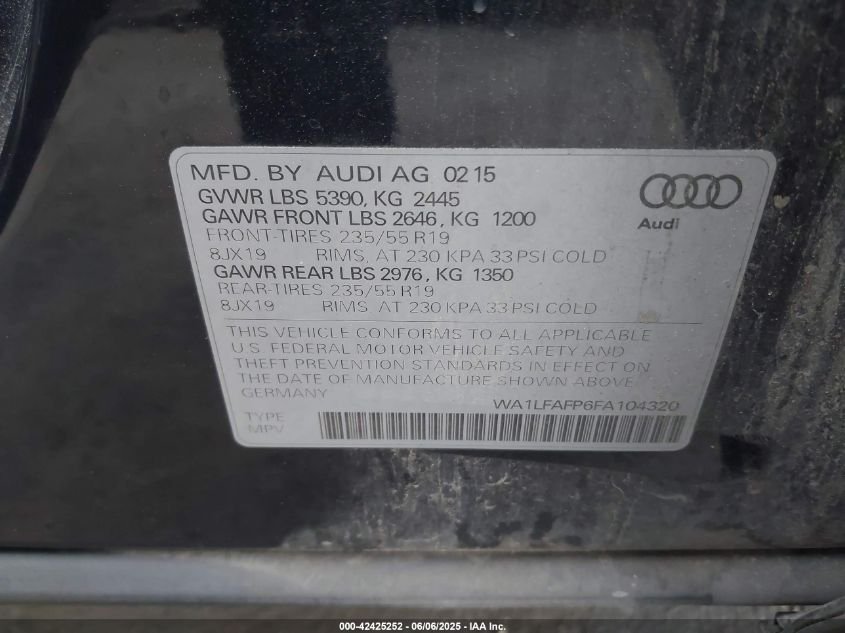 MFD. BY AUDI AG 02 15
GVWR LBS 5390, KG 2445
GAWR FRONT LBS 2646, KG 1200
FRONT-TIRES 235/55 R19
8JX19 RIMS, AT 230 KPA 33 PSI COLD
GAWR REAR LBS 2976, KG 1350
REAR-TIRES 235/55 R19
8JX19 RIMS, AT 230 KPA 33 PSI COLD
Audi
THIS VEHICLE CONFORMS TO ALL APPLICABLE
U.S. FEDERAL MOTOR VEHICLE SAFETY AND
THEFT PREVENTION STANDARDS IN EFFECT ON
THE DATE OF MANUFACTURE SHOWN ABOVE
GERMANY
WA1LFAFP6FA104320
TYPE
MPV
000-42425252 - 06/06/2025 - IAA Inc.